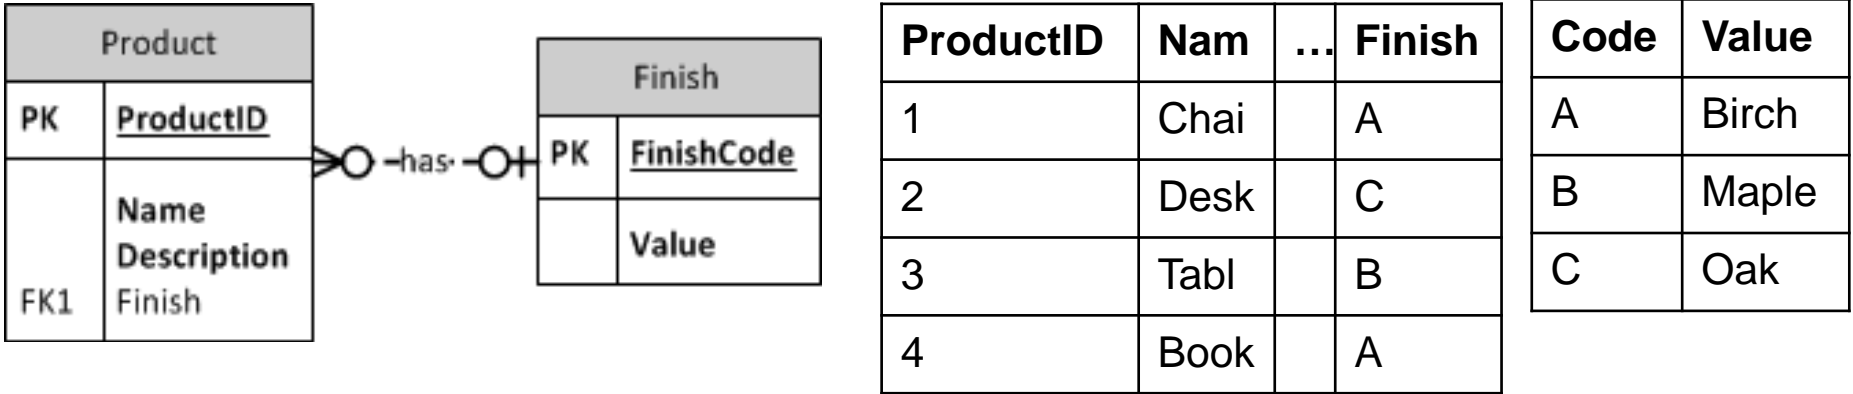 Product
PK ProductID
Name
Description
FK1 Finish
has
Finish
PK FinishCode
Value
ProductID Nam ... Finish
1 Chai A
2 Desk C
3 Tabl B
4 Book A
Code Value
A Birch
B Maple
C Oak